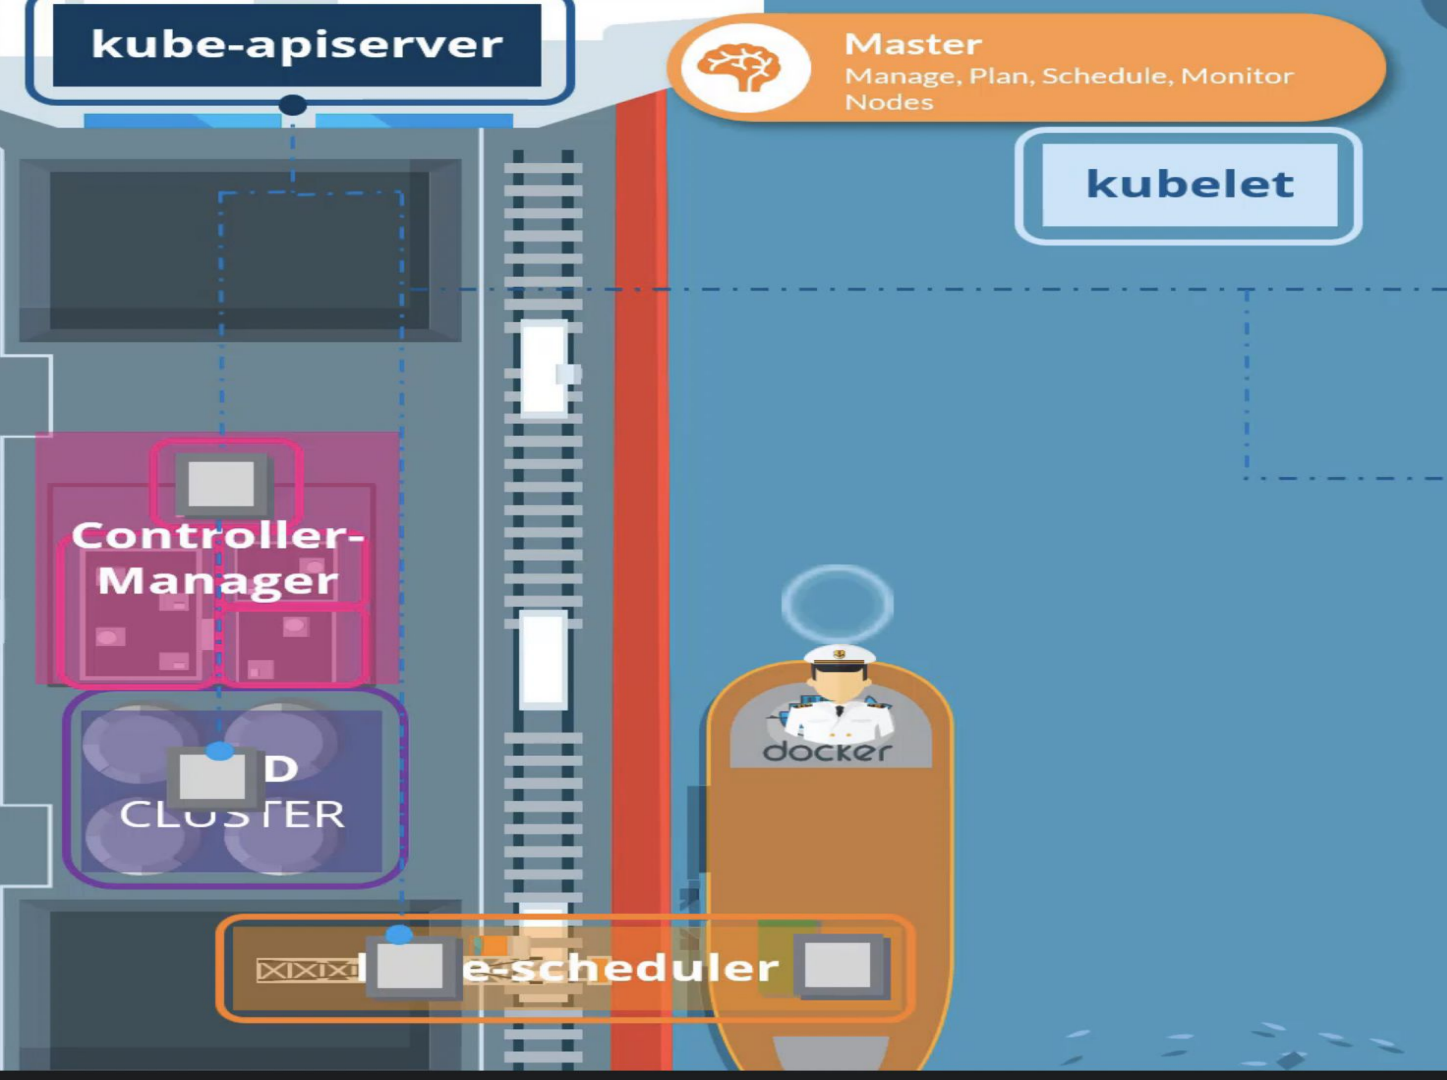 kube-apiserver
Master
Manage, Plan, Schedule, Monitor
Nodes
kubelet
Controller-
Manager
CLUSTER
docker
e-scheduler